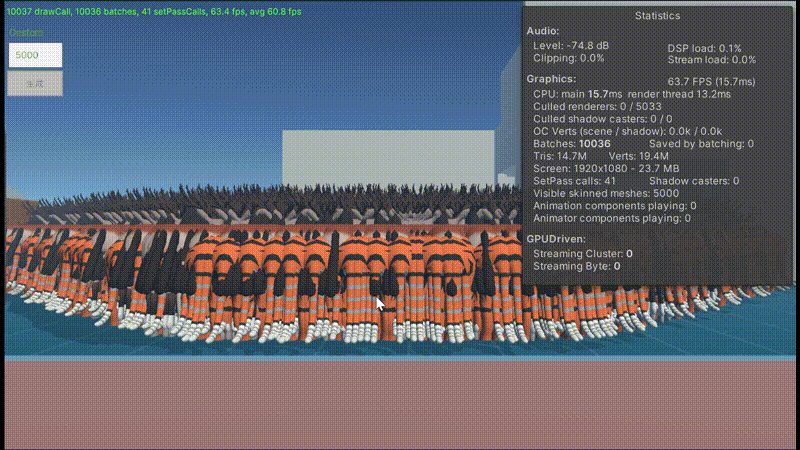 10037 drawCall, 10036 batches, 41 setPassCalls, 63.4 fps, avg 60.8 fps
5000
生成
Statistics
Audio:
Level: -74.8 dB DSP load: 0.1%
Clipping: 0.0% Stream load: 0.0%
Graphics: 63.7 FPS (15.7ms)
CPU: main 15.7ms render thread 13.2ms
Culled renderers: 0 / 5033
Culled shadow casters: 0 / 0
OC Verts (scene / shadow): 0.0k / 0.0k
Batches: 10036 Saved by batching: 0
Tris: 14.7M Verts: 19.4M
Screen: 1920x1080 - 23.7 MB
SetPass calls: 41 Shadow casters: 0
Visible skinned meshes: 5000
Animation components playing: 0
Animator components playing: 0
GPUDriven:
Streaming Cluster: 0
Streaming Byte: 0